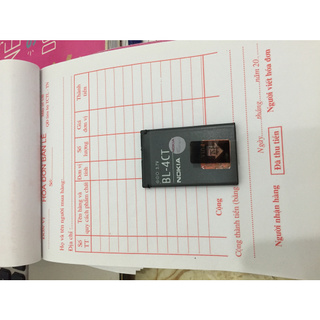 HÓA ĐƠN BÁN LẺ
Họ và tên người mua hàng:
Địa chỉ
Số
TT
Tên hàng và
quy cách phẩm chất
Đơn vị
tính
Số
lượng
Giá
đơn vị
Thành
tiền
Cộng
Cộng thành tiền (bằng
Ngày
tháng
năm 20
Người nhận hàng
Đã thu tiền
Người viết hóa đơn
BL-4CT
NOKIA